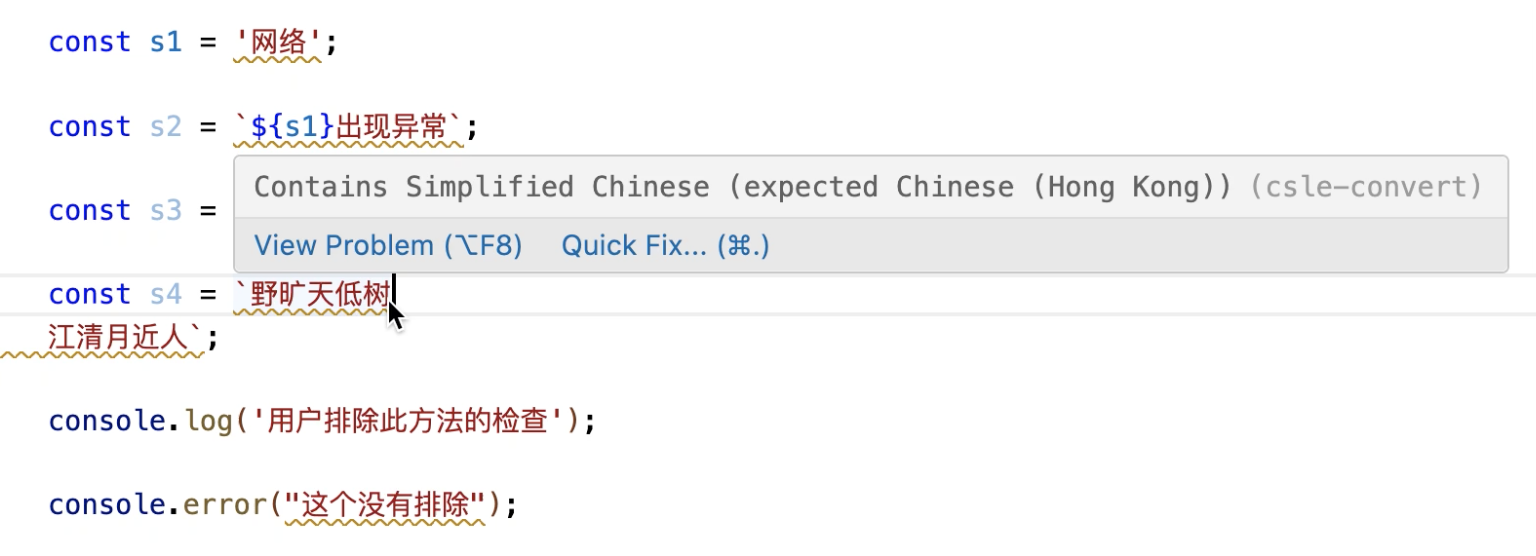 const s1 = '网络';
const s2 = `${s1}出现异常`;
Contains Simplified Chinese (expected Chinese (Hong Kong)) (csle-convert)
const s3 =
View Problem (⌥F8) Quick Fix... (⌘.)
const s4 = `野旷天低树
江清月近人`;
console.log('用户排除此方法的检查');
console.error("这个没有排除");